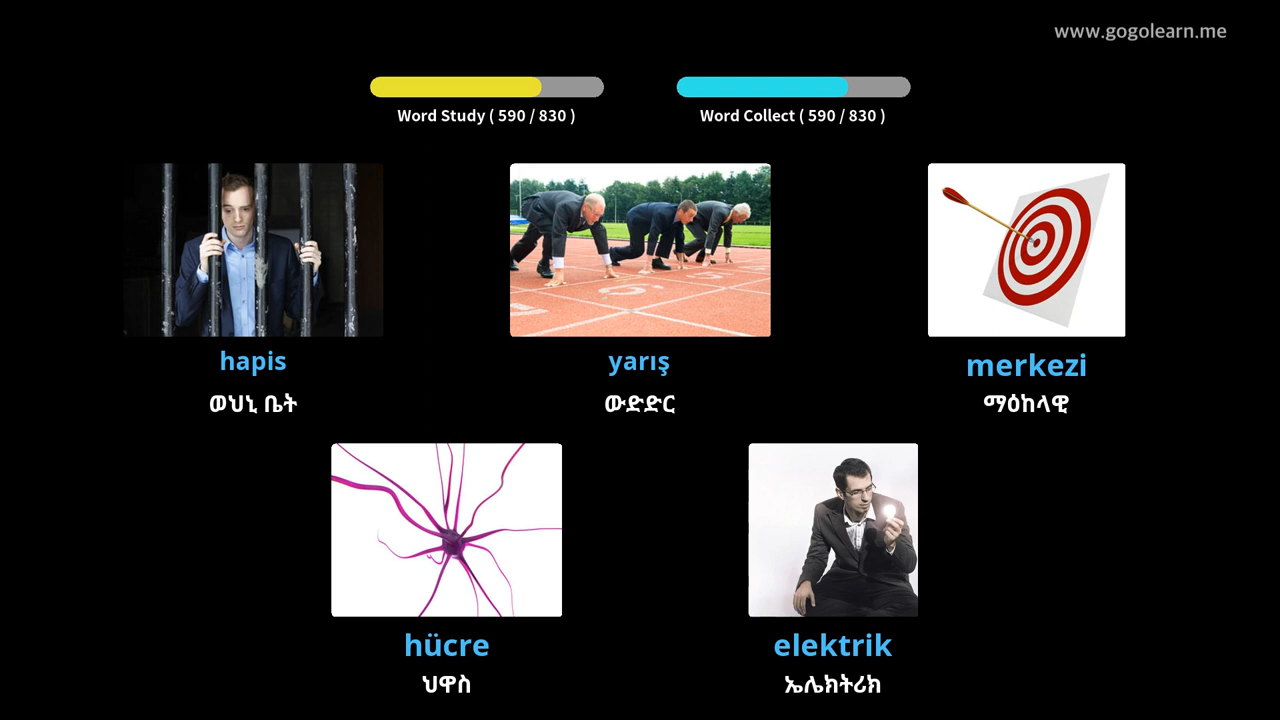 www.gogolearn.me
Word Study ( 590 / 830 )
Word Collect ( 590 / 830 )
hapis
yarış
merkezi
ወህኒ ቤት
ውድድር
ማዕከላዊ
hücre
elektrik
ህዋስ
ኤሌክትሪክ